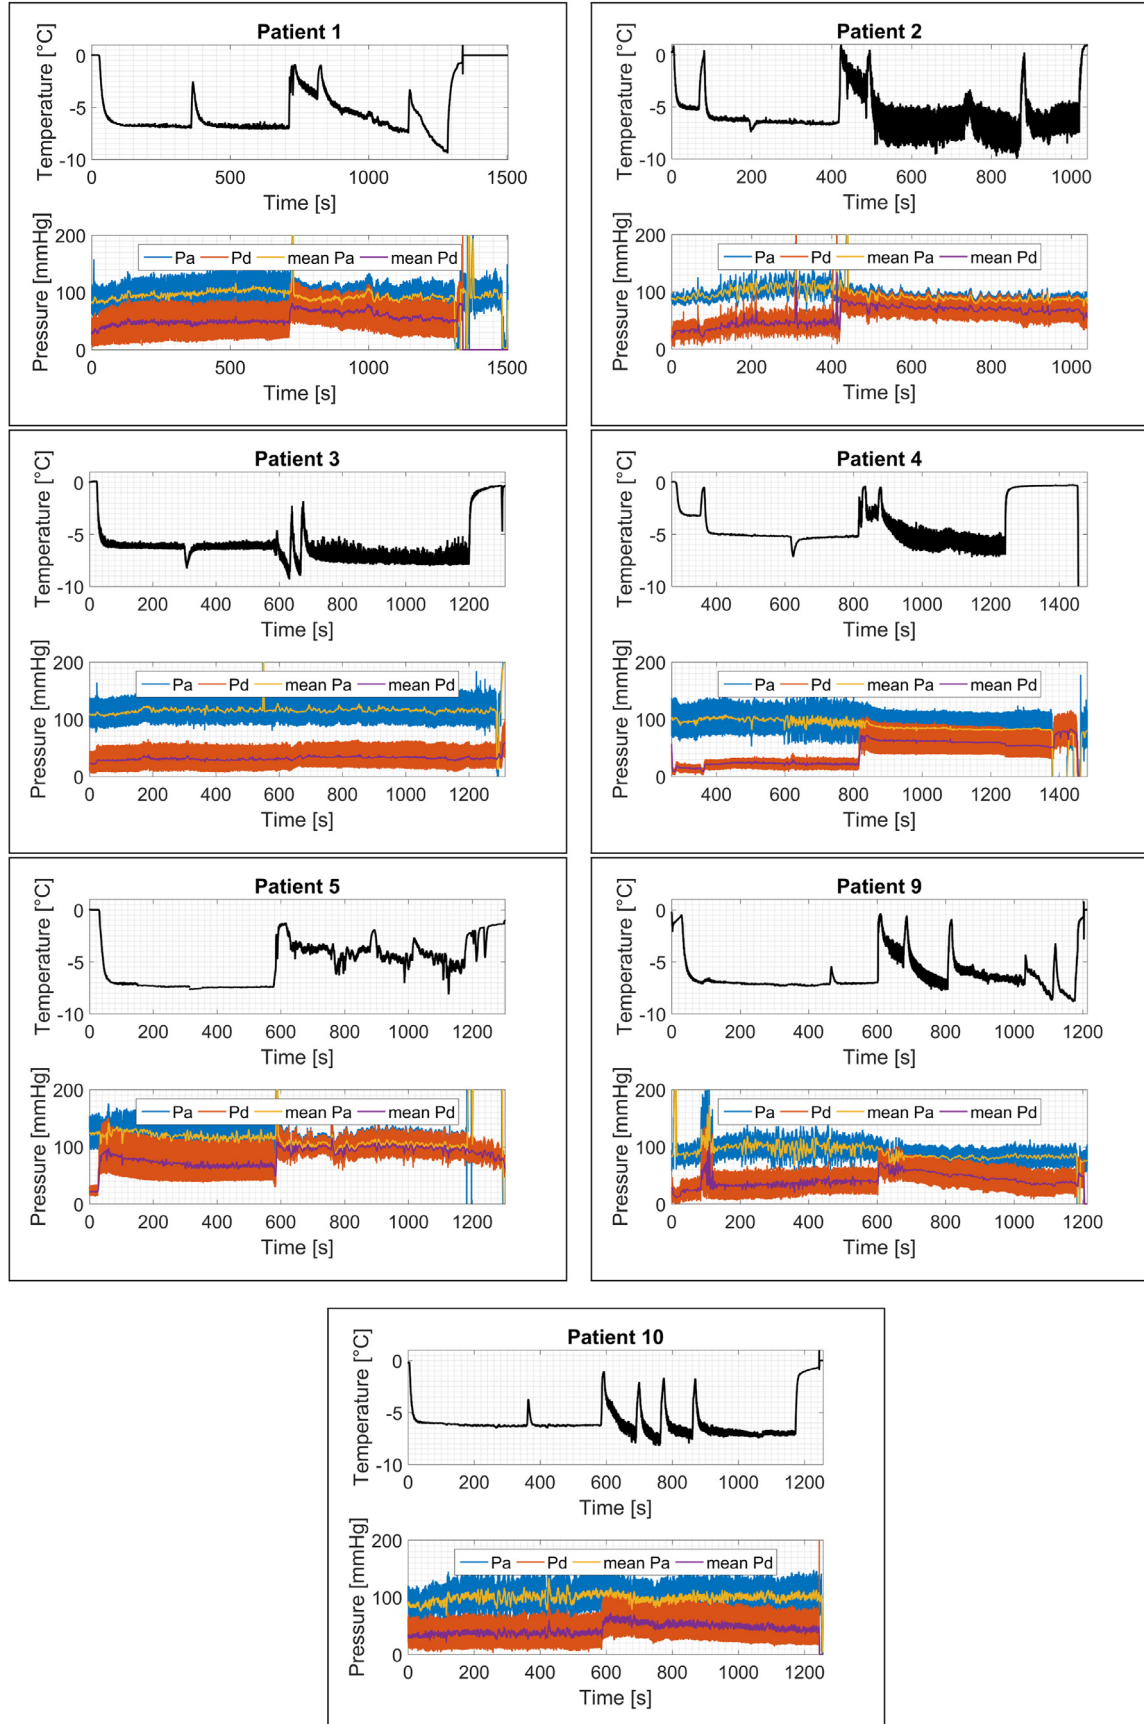 Patient 1
Temperature [°C]
0
-5
-10
0 500 1000 1500
Time [s]
Pressure [mmHg]
200
100
0
Pa Pd mean Pa mean Pd
0 500 1000 1500
Time [s]
Patient 2
Temperature [°C]
0
-5
-10
0 200 400 600 800 1000
Time [s]
Pressure [mmHg]
200
100
0
Pa Pd mean Pa mean Pd
0 200 400 600 800 1000
Time [s]
Patient 3
Temperature [°C]
0
-5
-10
0 200 400 600 800 1000 1200
Time [s]
Pressure [mmHg]
200
100
0
Pa Pd mean Pa mean Pd
0 200 400 600 800 1000 1200
Time [s]
Patient 4
Temperature [°C]
0
-5
-10
400 600 800 1000 1200 1400
Time [s]
Pressure [mmHg]
200
100
0
Pa Pd mean Pa mean Pd
400 600 800 1000 1200 1400
Time [s]
Patient 5
Temperature [°C]
0
-5
-10
0 200 400 600 800 1000 1200
Time [s]
Pressure [mmHg]
200
100
0
Pa Pd mean Pa mean Pd
0 200 400 600 800 1000 1200
Time [s]
Patient 9
Temperature [°C]
0
-5
-10
0 200 400 600 800 1000 1200
Time [s]
Pressure [mmHg]
200
100
0
Pa Pd mean Pa mean Pd
0 200 400 600 800 1000 1200
Time [s]
Patient 10
Temperature [°C]
0
-5
-10
0 200 400 600 800 1000 1200
Time [s]
Pressure [mmHg]
200
100
0
Pa Pd mean Pa mean Pd
0 200 400 600 800 1000 1200
Time [s]